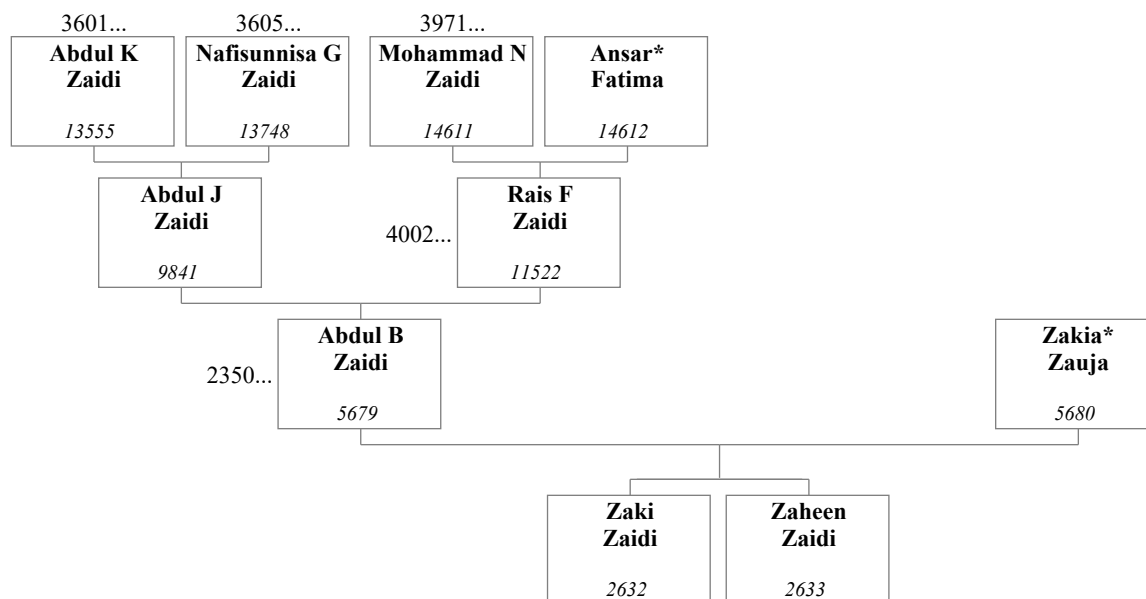 3601... 3605... 3971...
Abdul K Nafisunnisa G Mohammad N Ansar*
Zaidi Zaidi Zaidi Fatima
13555 13748 14611 14612
Abdul J Rais F
Zaidi Zaidi
4002...
9841 11522
Abdul B Zakia*
Zaidi Zauja
2350...
5679 5680
Zaki Zaheen
Zaidi Zaidi
2632 2633